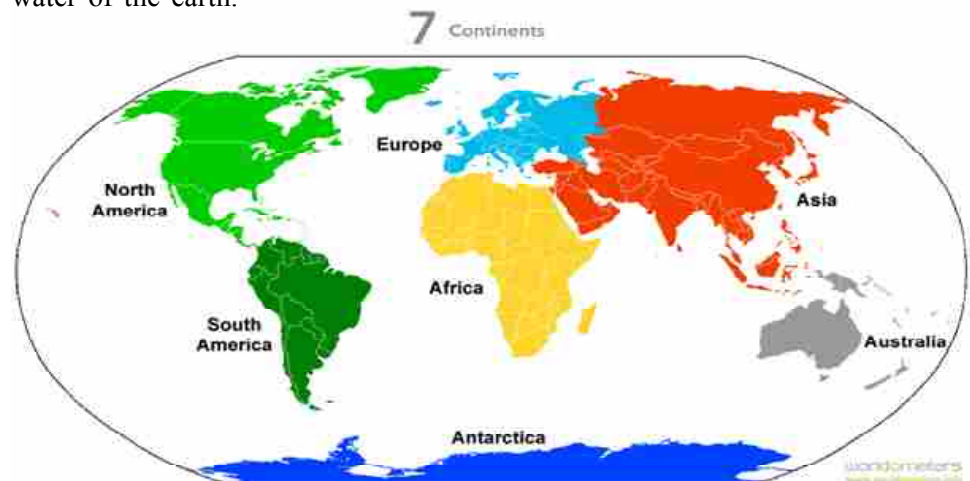 water of the earth.
7 Continents
Europe
North
America
Asia
Africa
South
America
Australia
Antarctica
worldometers